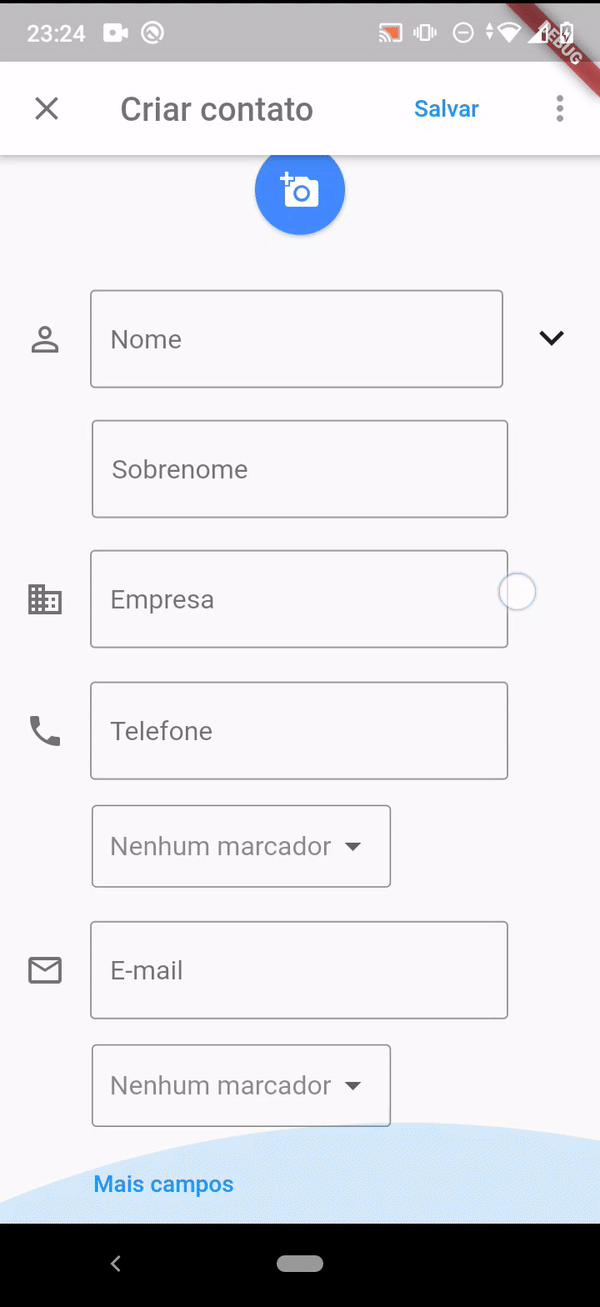 23:24
DEBUG
Criar contato
Salvar
Nome
Sobrenome
Empresa
Telefone
Nenhum marcador
E-mail
Nenhum marcador
Mais campos